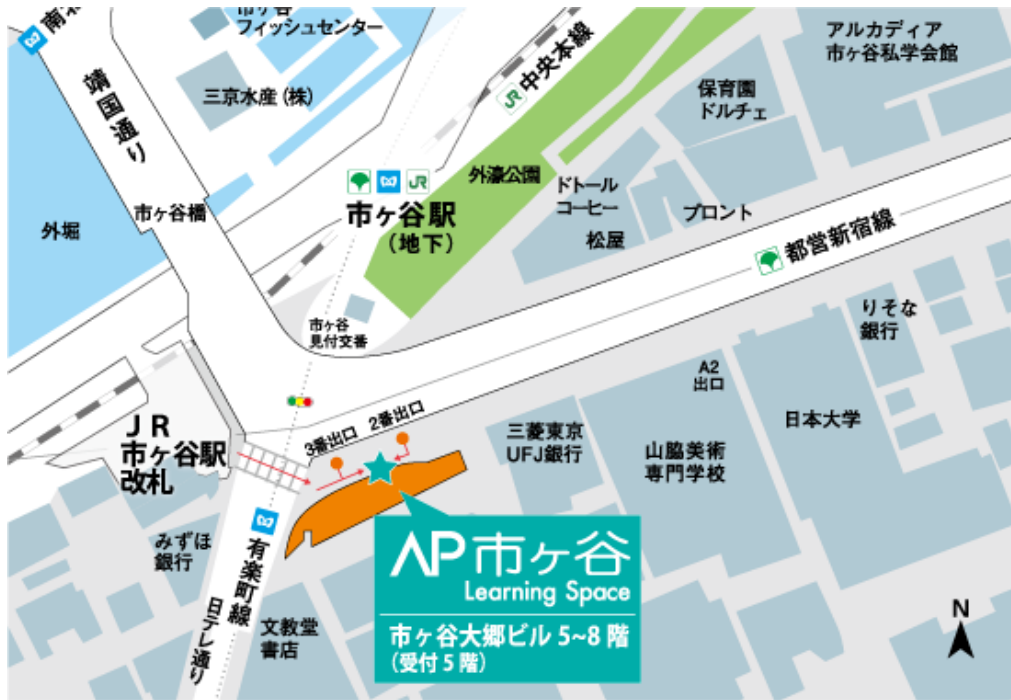 南北
市ヶ谷
フィッシュセンター
アルカディア
市ヶ谷私学会館
三京水産(株)
靖国通り
JR中央本線
保育園
ドルチェ
外濠公園
JR
市ヶ谷駅
(地下)
ドトール
コーヒー
プロント
松屋
市ヶ谷橋
外堀
都営新宿線
りそな
銀行
市ヶ谷
見付交番
A2
出口
日本大学
3番出口
2番出口
三菱東京
UFJ銀行
山脇美術
専門学校
JR
市ヶ谷駅
改札
みずほ
銀行
有楽町線
日テレ通り
文教堂
書店
AP市ヶ谷
Learning Space
市ヶ谷大郷ビル 5~8 階
(受付 5 階)
N